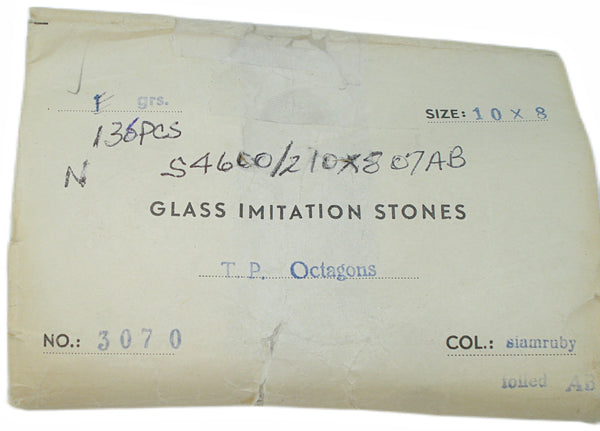 1 grs.
SIZE: 10 X 8
136PCS
N S4600/2 10X8 07AB
GLASS IMITATION STONES
T. P. Octagons
NO.: 3070
COL.: siamruby
foiled AB